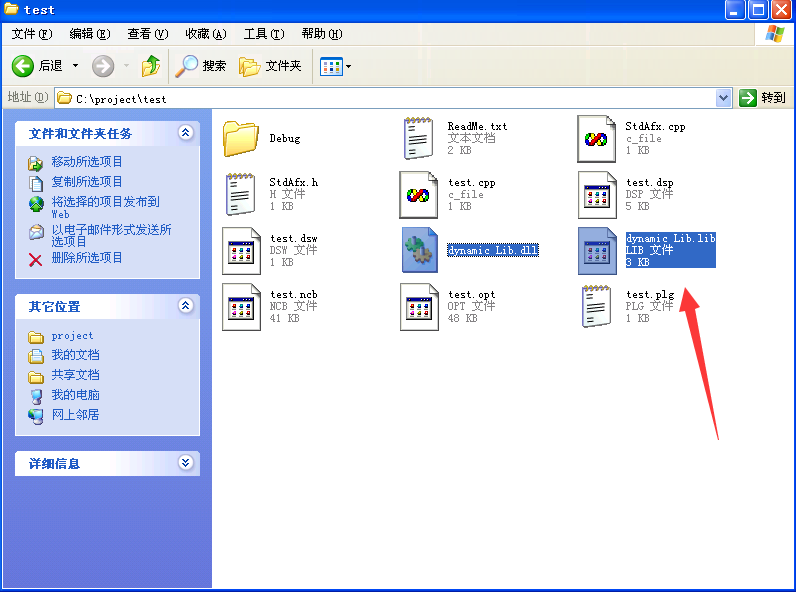 test
文件(F) 编辑(E) 查看(V) 收藏(A) 工具(T) 帮助(H)
后退 搜索 文件夹
地址(D) C:\project\test 转到
文件和文件夹任务
移动所选项目
复制所选项目
将选择的项目发布到
Web
以电子邮件形式发送所
选项目
删除所选项目
其它位置
project
我的文档
共享文档
我的电脑
网上邻居
详细信息
Debug
ReadMe.txt
文本文档
2 KB
StdAfx.cpp
c_file
1 KB
StdAfx.h
H 文件
1 KB
test.cpp
c_file
1 KB
test.dsp
DSP 文件
5 KB
test.dsw
DSW 文件
1 KB
dynamic Lib.dll
dynamic Lib.lib
LIB 文件
3 KB
test.ncb
NCB 文件
41 KB
test.opt
OPT 文件
48 KB
test.plg
PLG 文件
1 KB